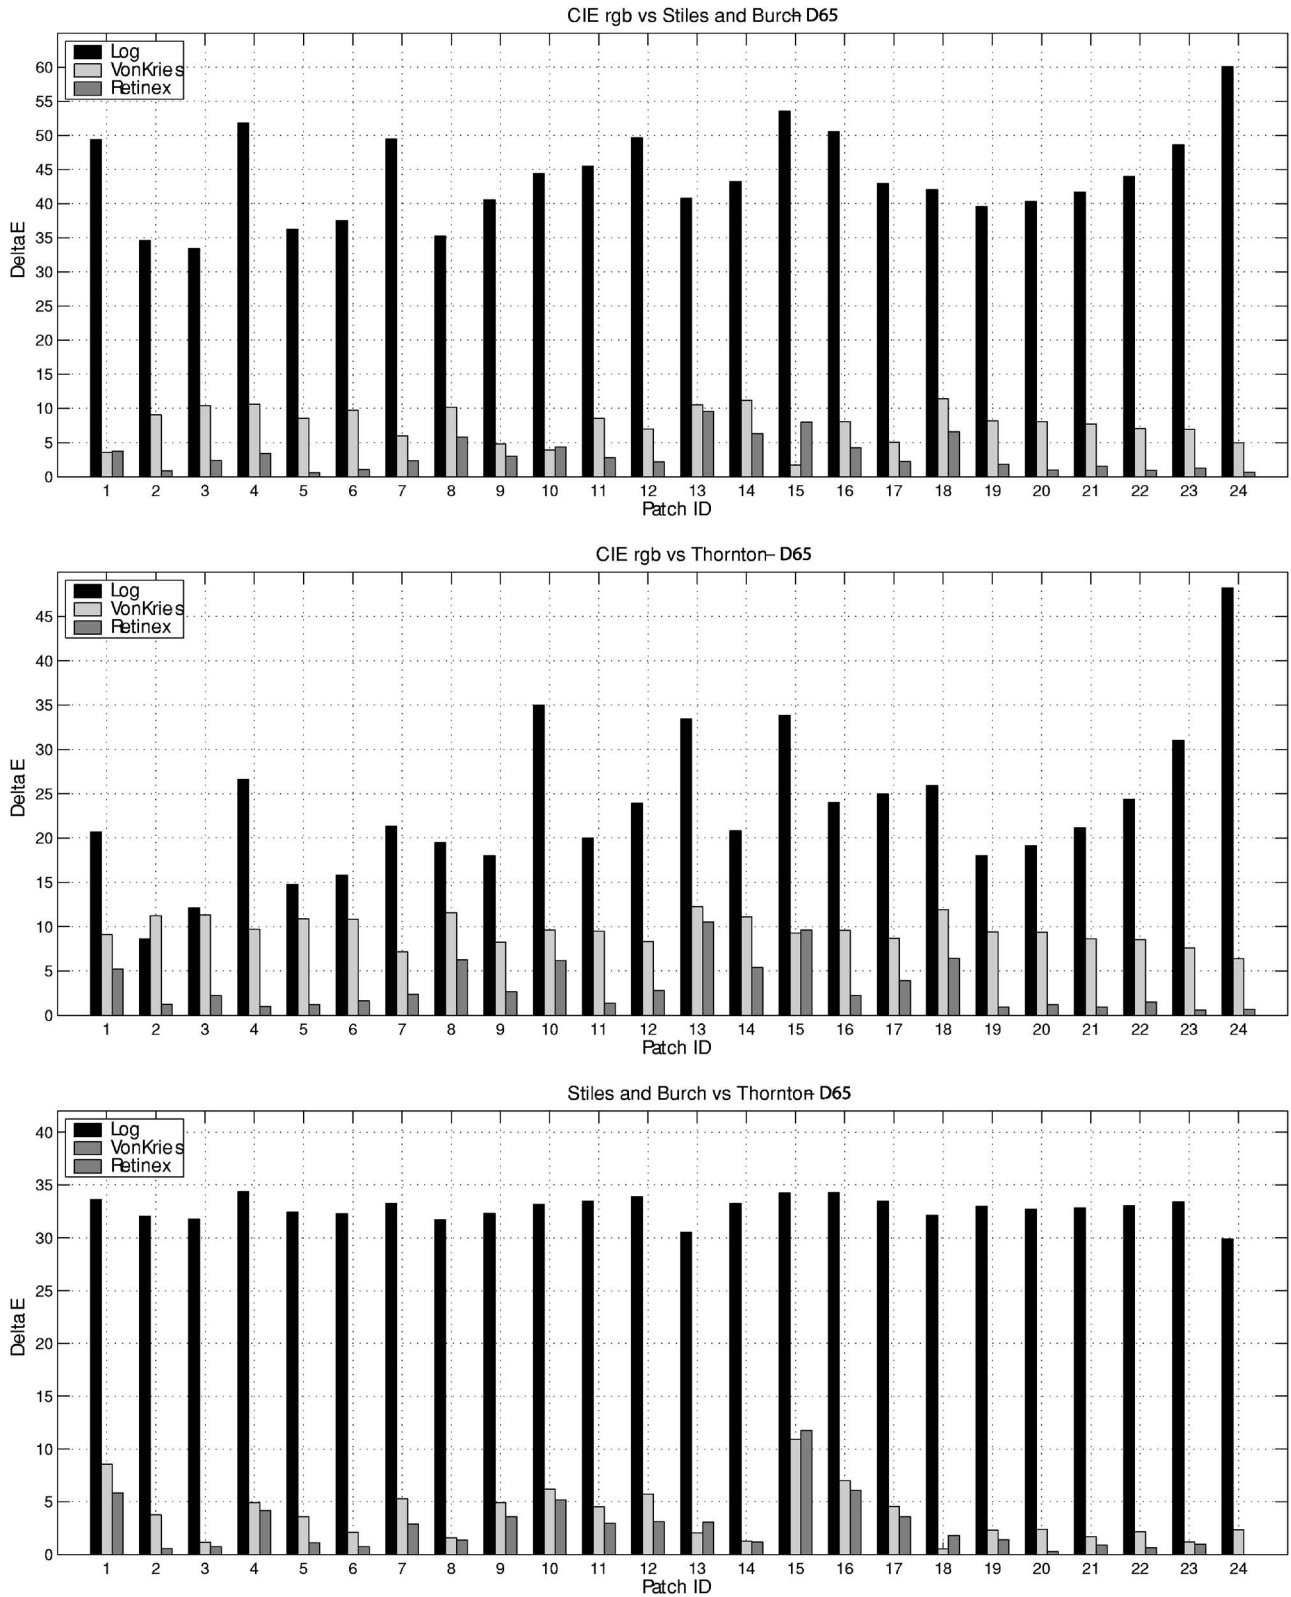 CIE rgb vs Stiles and Burch- D65
Log
VonKries
Retinex
60
55
50
45
40
35
30
25
20
15
10
5
0
DeltaE
1 2 3 4 5 6 7 8 9 10 11 12 13 14 15 16 17 18 19 20 21 22 23 24
Patch ID
CIE rgb vs Thornton- D65
Log
VonKries
Retinex
45
40
35
30
25
20
15
10
5
0
Delta E
1 2 3 4 5 6 7 8 9 10 11 12 13 14 15 16 17 18 19 20 21 22 23 24
Patch ID
Stiles and Burch vs Thornton- D65
Log
VonKries
Retinex
40
35
30
25
20
15
10
5
0
Delta E
1 2 3 4 5 6 7 8 9 10 11 12 13 14 15 16 17 18 19 20 21 22 23 24
Patch ID